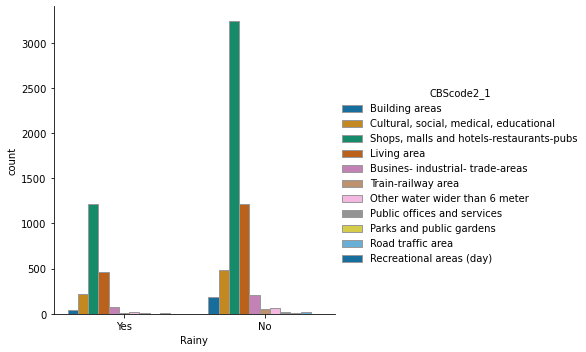 3000
2500
2000
1500
1000
500
0
count
Yes
No
Rainy
CBScode2_1
Building areas
Cultural, social, medical, educational
Shops, malls and hotels-restaurants-pubs
Living area
Busines- industrial- trade-areas
Train-railway area
Other water wider than 6 meter
Public offices and services
Parks and public gardens
Road traffic area
Recreational areas (day)